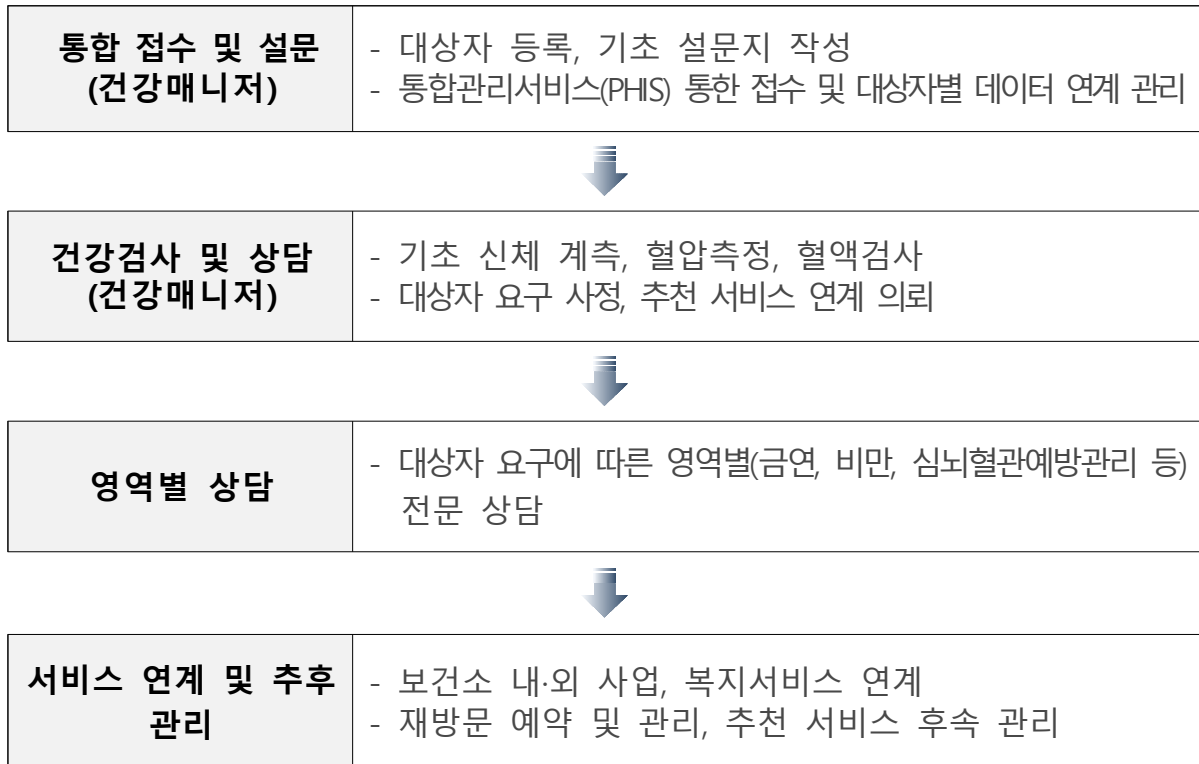 통합 접수 및 설문
(건강매니저)
- 대상자 등록, 기초 설문지 작성
- 통합관리서비스(PHIS) 통한 접수 및 대상자별 데이터 연계 관리
건강검사 및 상담
(건강매니저)
- 기초 신체 계측, 혈압측정, 혈액검사
- 대상자 요구 사정, 추천 서비스 연계 의뢰
영역별 상담
- 대상자 요구에 따른 영역별(금연, 비만, 심뇌혈관예방관리 등)
전문 상담
서비스 연계 및 추후
관리
- 보건소 내·외 사업, 복지서비스 연계
- 재방문 예약 및 관리, 추천 서비스 후속 관리